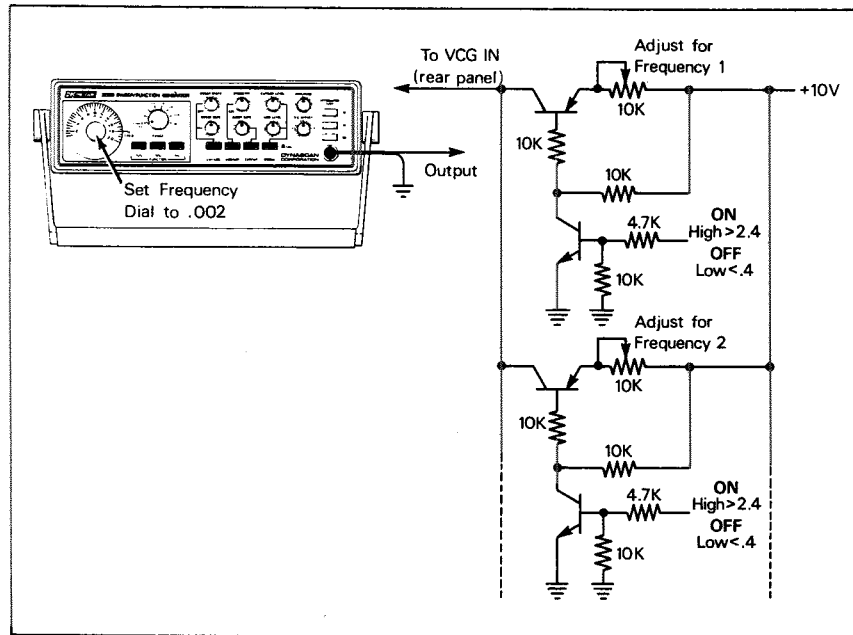 To VCG IN
(rear panel)
Adjust for
Frequency 1
10K
+10V
10K
10K
Output
Set Frequency
Dial to .002
4.7K
ON
High>2.4
OFF
Low<.4
10K
Adjust for
Frequency 2
10K
10K
10K
4.7K
ON
High>2.4
OFF
Low<.4
10K
DYNASCAN
CORPORATION